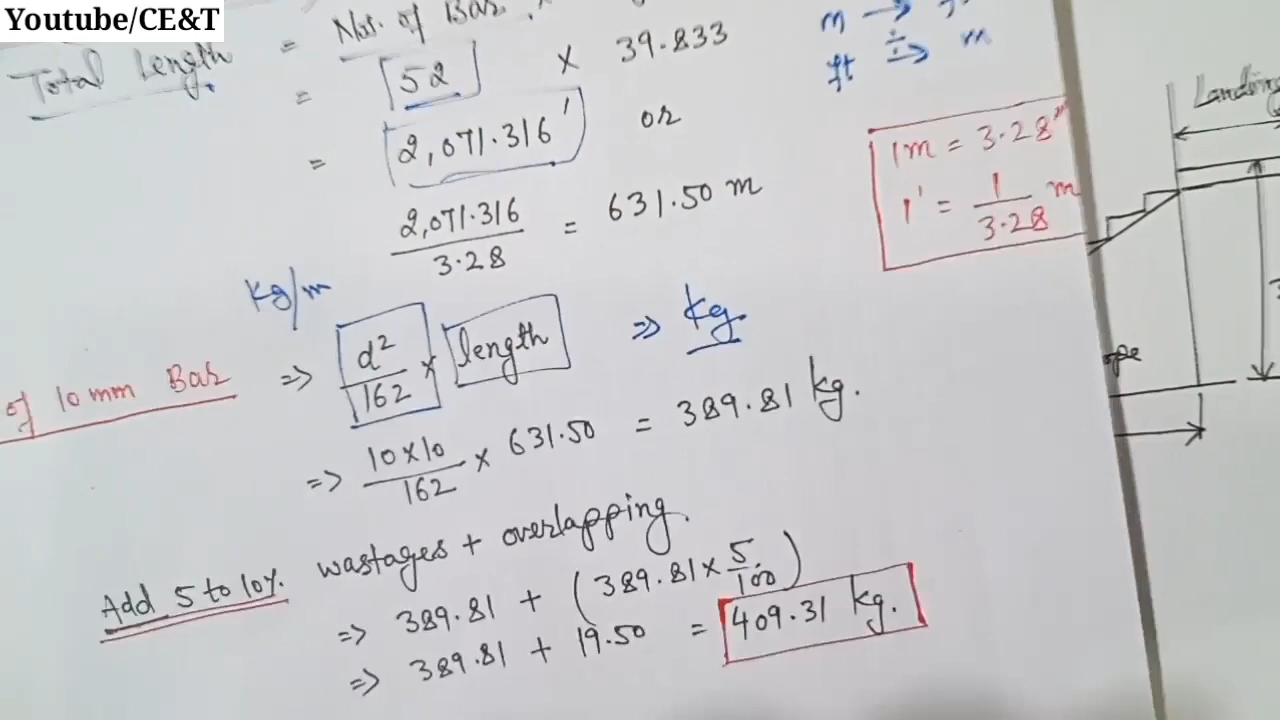 Youtube/CE&T
Total Length = Nos. of Bar ×
= 52 × 39.833
= 2,071.316' or
2,071.316 / 3.28 = 631.50 m
m →
ft ÷→ m
1m = 3.28'
1' = 1/3.28 m
Kg/m
of 10mm Bar => d²/162 × length => kg
=> 10×10/162 × 631.50 = 389.81 kg.
Add 5 to 10% wastages + overlapping.
=> 389.81 + (389.81 × 5/100)
=> 389.81 + 19.50 = 409.31 kg.
Landing
ope